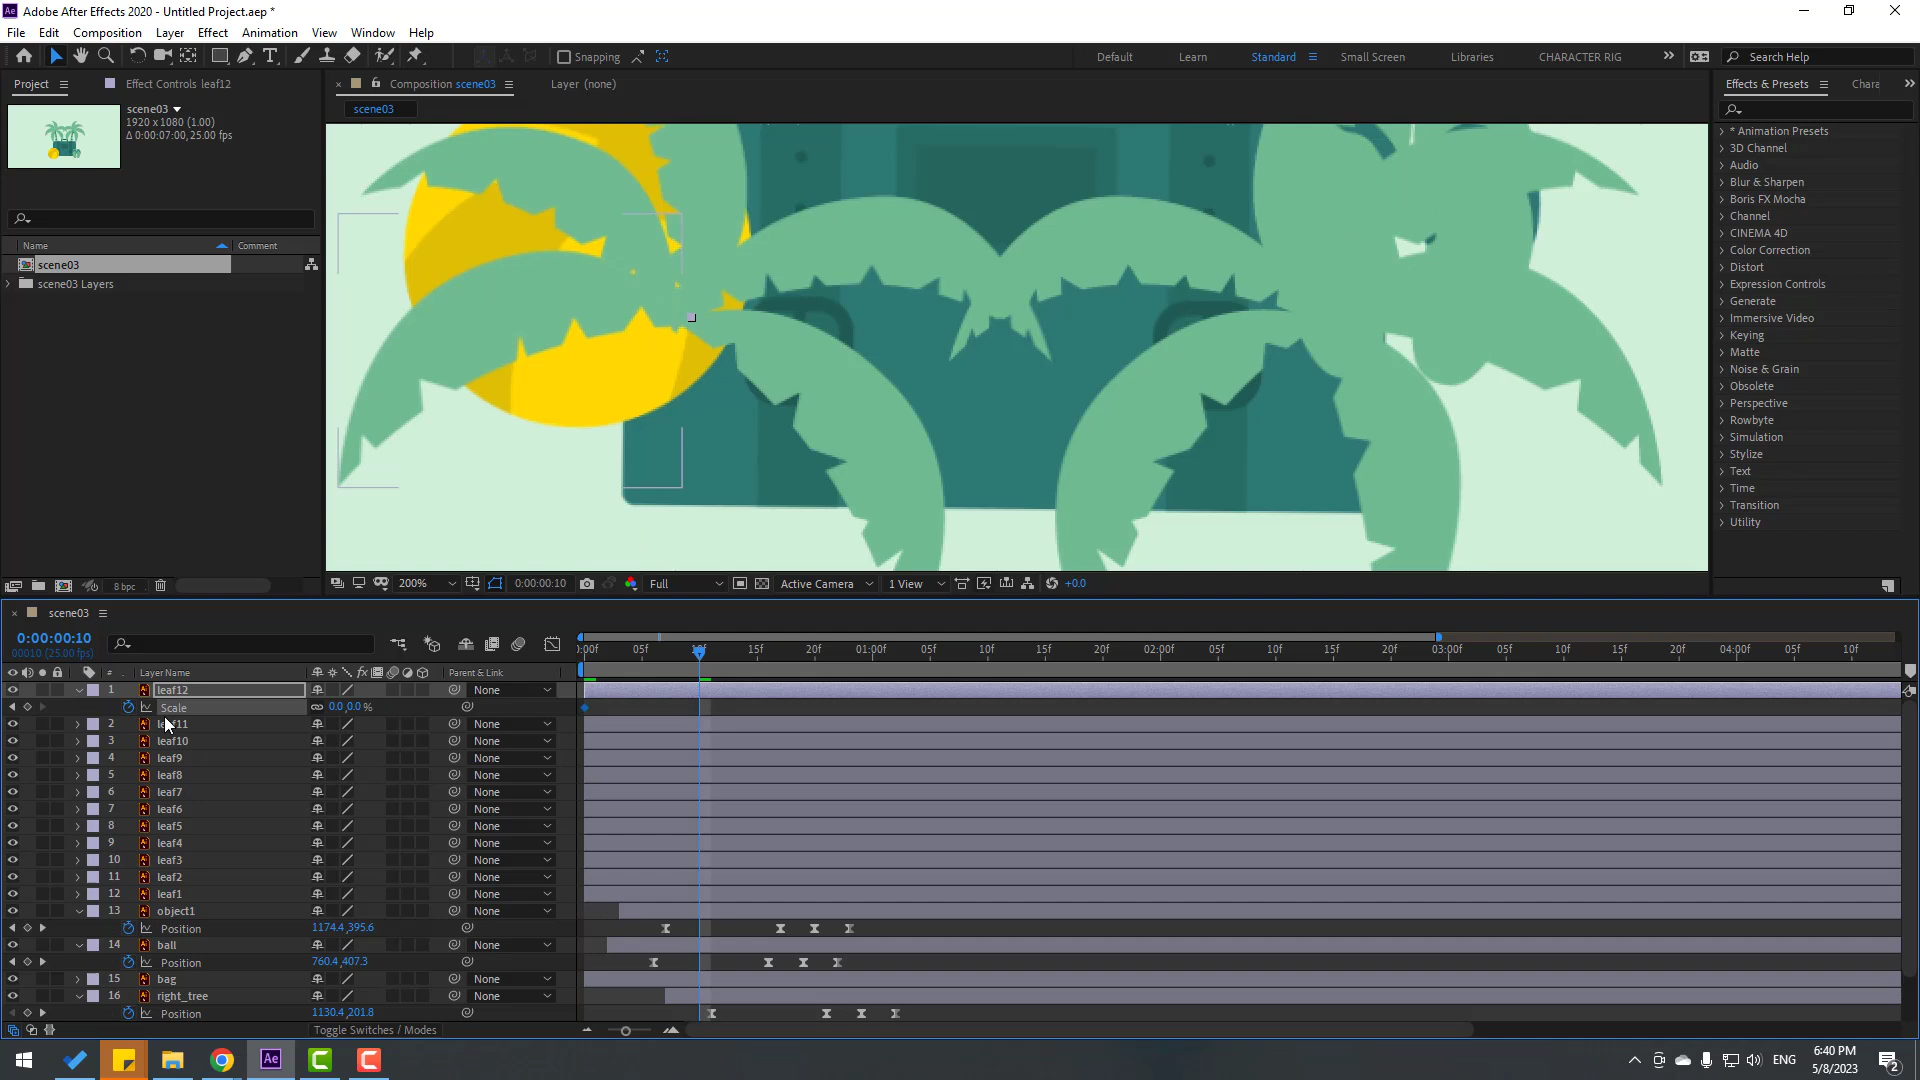 Ae Adobe After Effects 2020 - Untitled Project.aep *
File Edit Composition Layer Effect Animation View Window Help
Snapping Default Learn Standard Small Screen Libraries CHARACTER RIG Search Help
Project Effect Controls leaf12 Composition scene03 Layer (none) Effects & Presets Chara
scene03
1920 x 1080 (1.00)
Δ 0:00:07:00, 25.00 fps
scene03
Name Comment
scene03
scene03 Layers
* Animation Presets
3D Channel
Audio
Blur & Sharpen
Boris FX Mocha
Channel
CINEMA 4D
Color Correction
Distort
Expression Controls
Generate
Immersive Video
Keying
Matte
Noise & Grain
Obsolete
Perspective
Rowbyte
Simulation
Stylize
Text
Time
Transition
Utility
8 bpc 200% 0:00:00:10 Full Active Camera 1 View +0.0
scene03
0:00:00:10
00010 (25.00 fps)
:00f 05f 10f 15f 20f 01:00f 05f 10f 15f 20f 02:00f 05f 10f 15f 20f 03:00f 05f 10f 15f 20f 04:00f 05f 10f
# Layer Name fx Parent & Link
1 leaf12 None
Scale 0.0,0.0 %
2 leaf11 None
3 leaf10 None
4 leaf9 None
5 leaf8 None
6 leaf7 None
7 leaf6 None
8 leaf5 None
9 leaf4 None
10 leaf3 None
11 leaf2 None
12 leaf1 None
13 object1 None
Position 1174.4,395.6
14 ball None
Position 760.4,407.3
15 bag None
16 right_tree None
Position 1130.4,201.8
Toggle Switches / Modes
Ae ENG 6:40 PM
5/8/2023 2